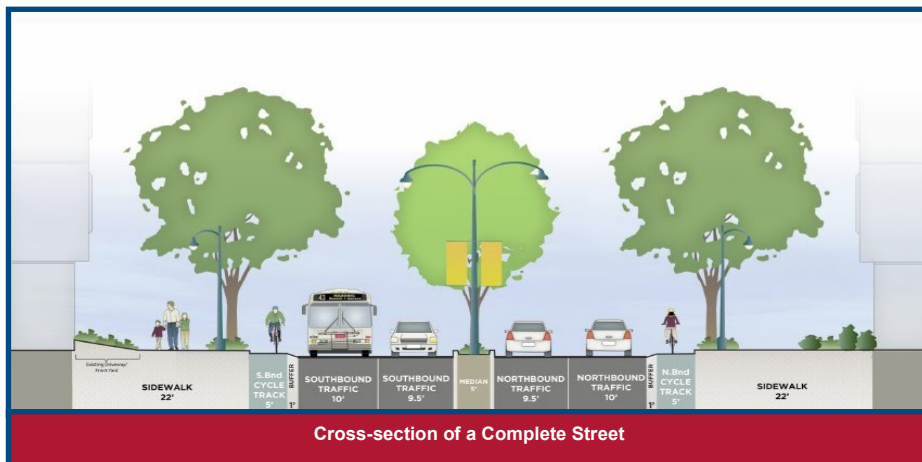 43
Existing Driveway/
Front Yard
SIDEWALK
22'
S.Bnd
CYCLE
TRACK
5'
BUFFER
1'
SOUTHBOUND
TRAFFIC
10'
SOUTHBOUND
TRAFFIC
9.5'
MEDIAN
5'
NORTHBOUND
TRAFFIC
9.5'
NORTHBOUND
TRAFFIC
10'
BUFFER
1'
N.Bnd
CYCLE
TRACK
5'
SIDEWALK
22'
Cross-section of a Complete Street